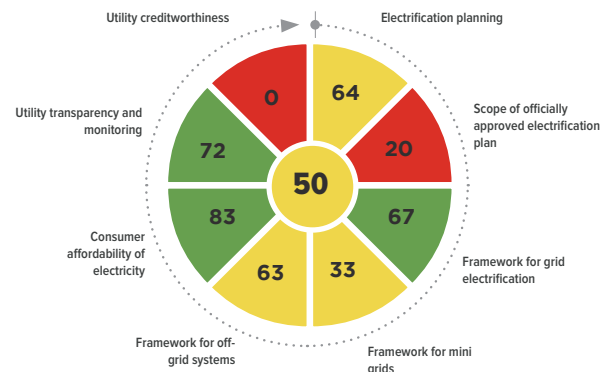 Utility creditworthiness
Electrification planning
0
64
Utility transparency and
monitoring
Scope of officially
approved electrification
plan
72
20
50
83
67
Consumer
affordability of
electricity
Framework for grid
electrification
63
33
Framework for off-
grid systems
Framework for mini
grids